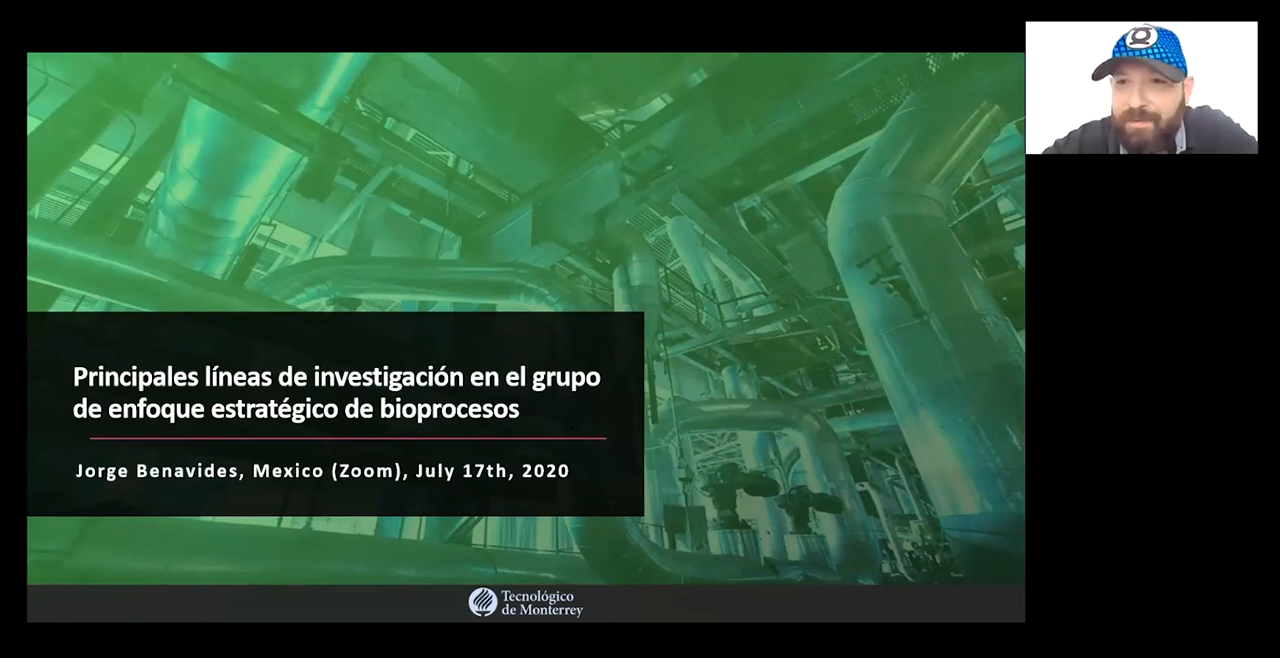 Principales líneas de investigación en el grupo
de enfoque estratégico de bioprocesos
Jorge Benavides, Mexico (Zoom), July 17th, 2020
Tecnológico
de Monterrey